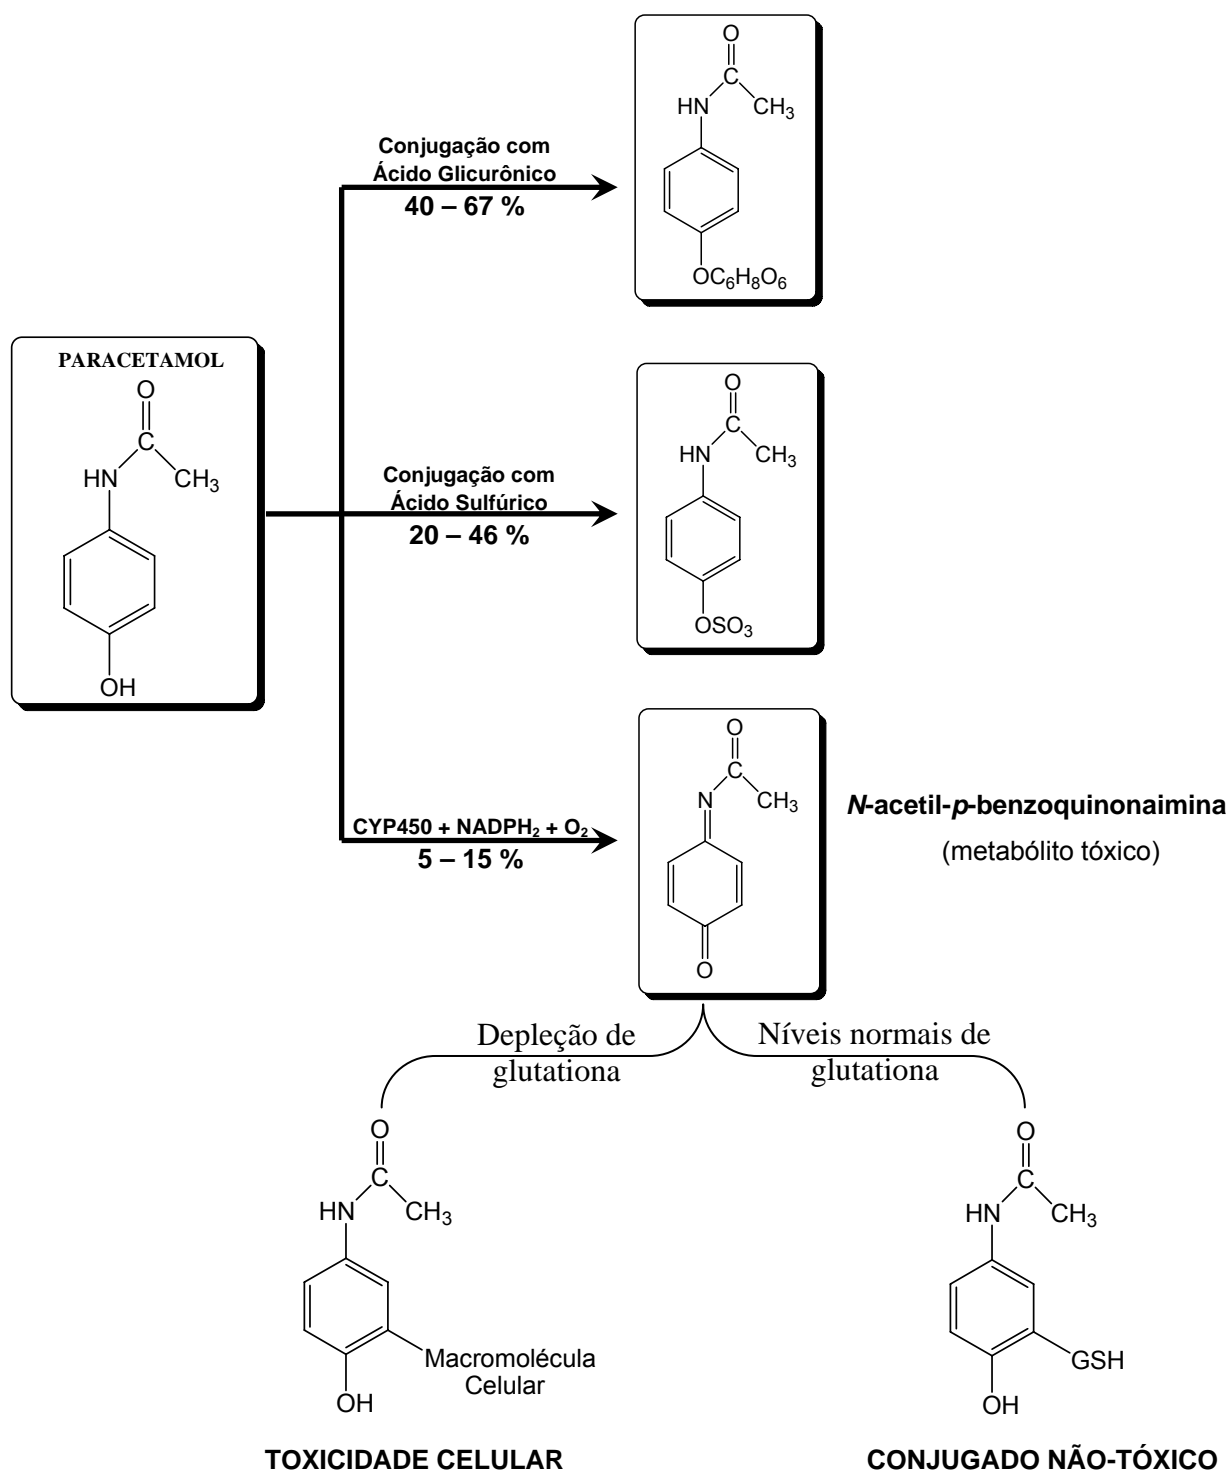 O
C
HN
CH₃
Conjugação com
Ácido Glicurônico
40 – 67 %
OC₆H₈O₆
PARACETAMOL
O
C
HN
CH₃
OH
Conjugação com
Ácido Sulfúrico
20 – 46 %
O
C
HN
CH₃
OSO₃
CYP450 + NADPH₂ + O₂
5 – 15 %
O
C
N
CH₃
O
N-acetil-p-benzoquinonaimina
(metabólito tóxico)
Depleção de
glutationa
Níveis normais de
glutationa
O
C
HN
CH₃
Macromolécula
Celular
OH
O
C
HN
CH₃
GSH
OH
TOXICIDADE CELULAR
CONJUGADO NÃO-TÓXICO